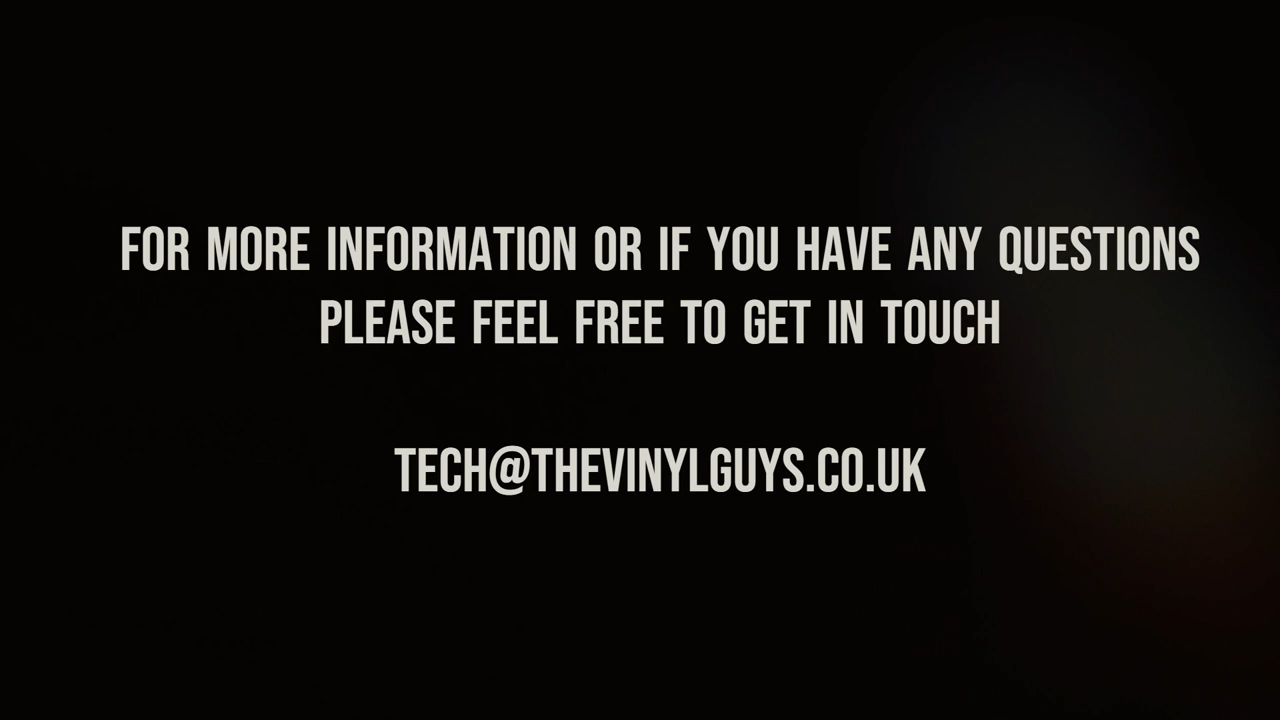 FOR MORE INFORMATION OR IF YOU HAVE ANY QUESTIONS
PLEASE FEEL FREE TO GET IN TOUCH
TECH@THEVINYLGUYS.CO.UK